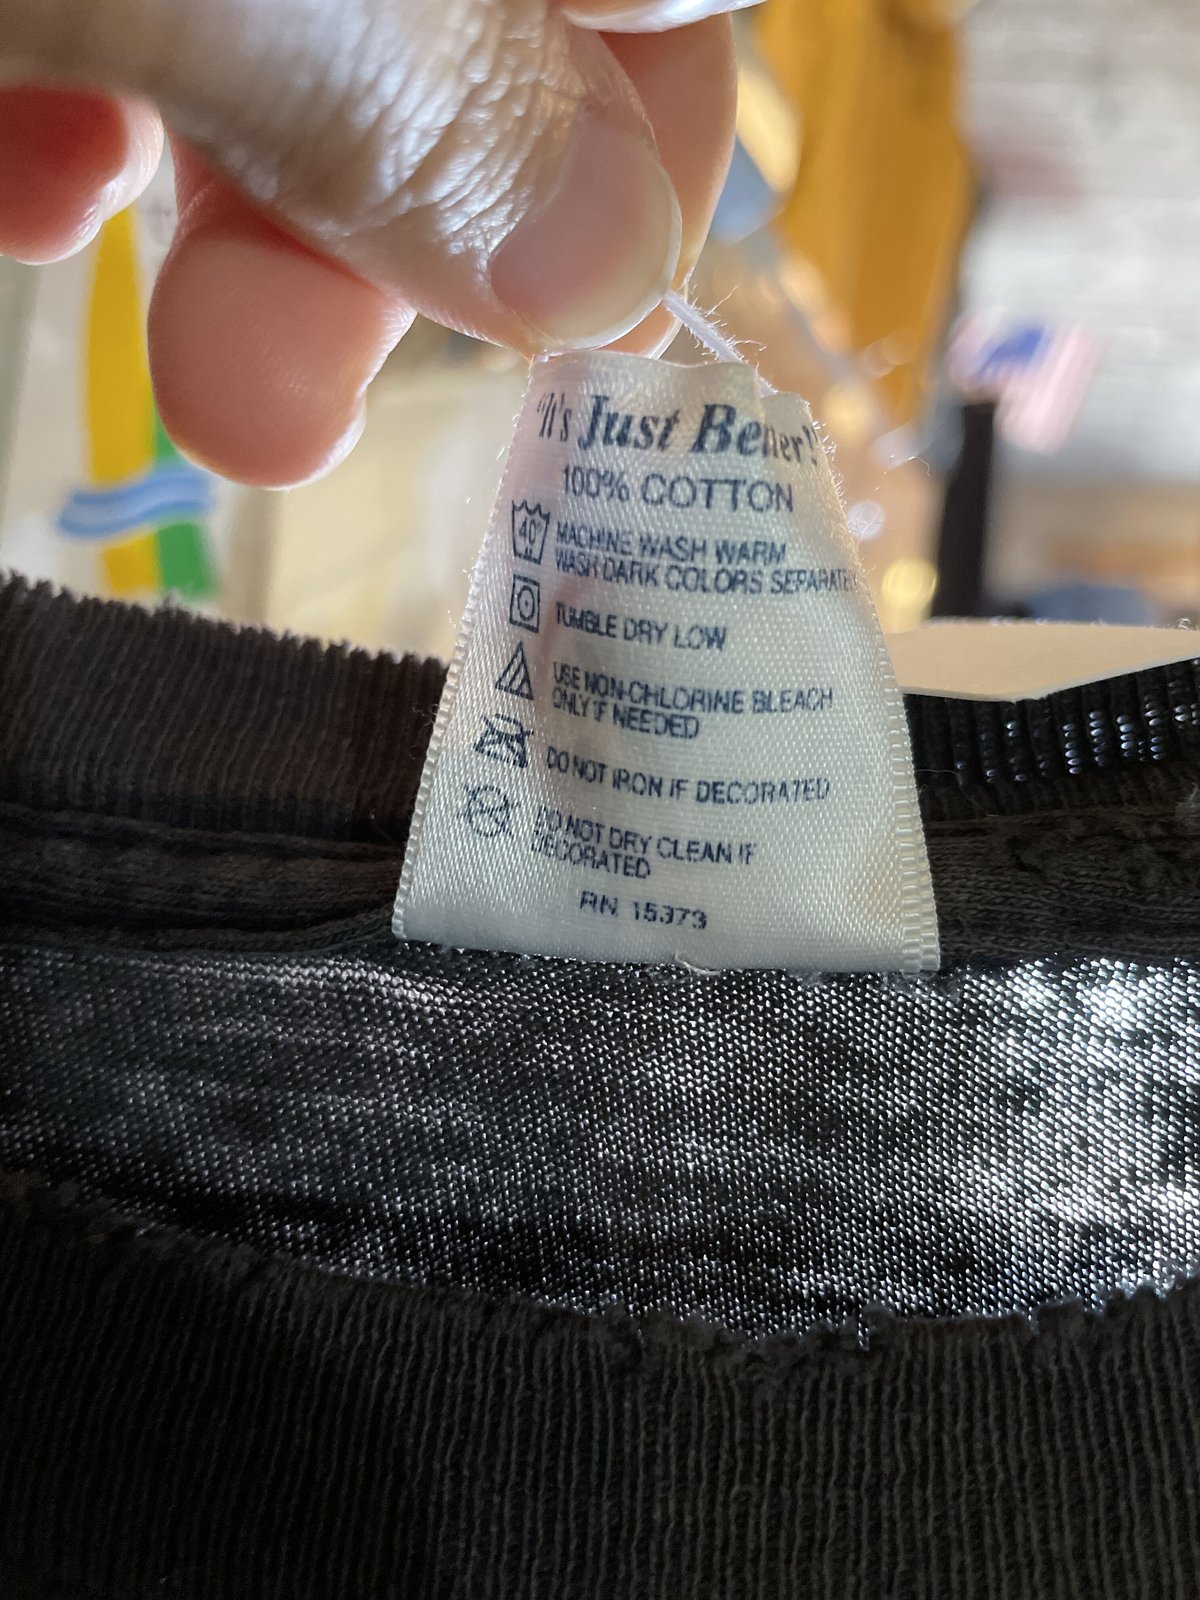 "It's Just Better!
100% COTTON
40°
MACHINE WASH WARM
WASH DARK COLORS SEPARATELY
TUMBLE DRY LOW
USE NON-CHLORINE BLEACH
ONLY IF NEEDED
DO NOT IRON IF DECORATED
DO NOT DRY CLEAN IF
DECORATED
RN 15373